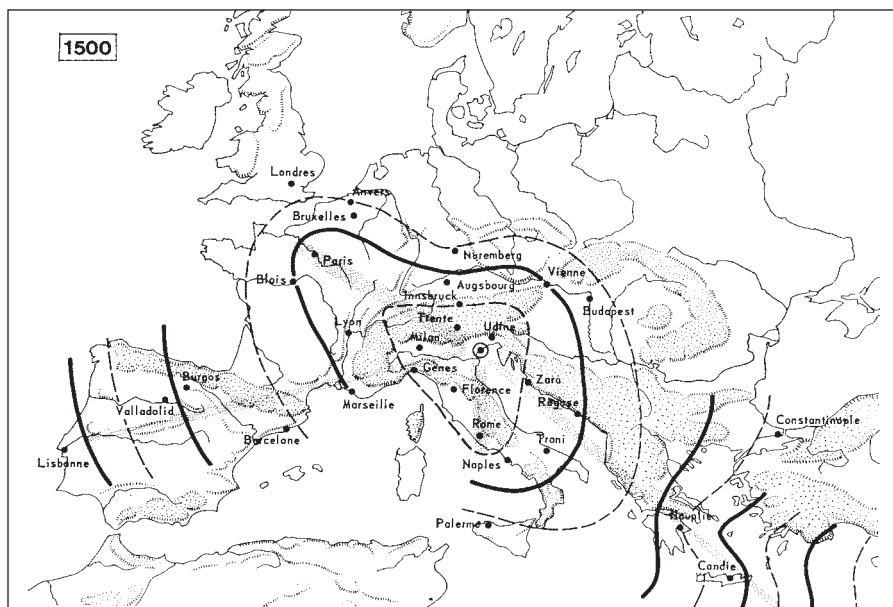 1500
Londres
Anvers
Bruxelles
Paris
Nuremberg
Blois
Augsbourg
Vienne
Innsbruck
Budapest
Lyon
Trente
Udine
Milan
Gênes
Zara
Burgos
Marseille
Florence
Valladolid
Raguse
Rome
Constantinople
Barcelone
Trani
Lisbonne
Naples
Palerme
Nauplie
Candie